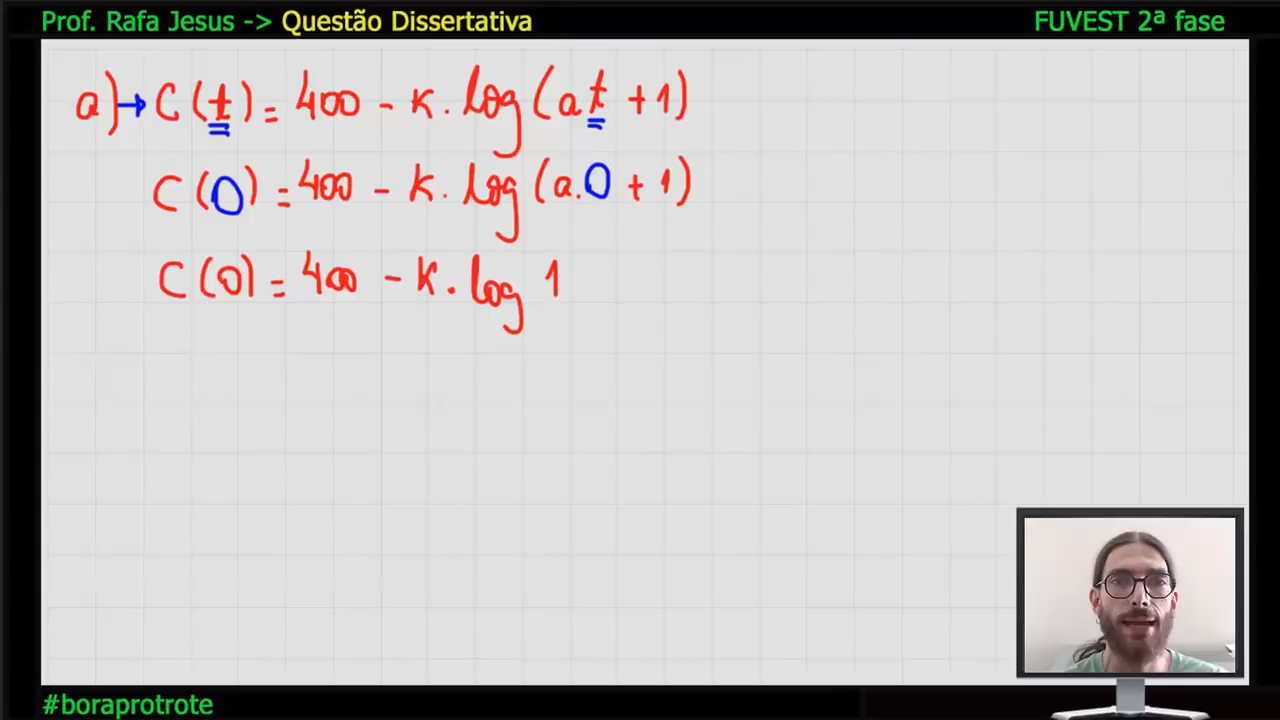 Prof. Rafa Jesus -> Questão Dissertativa
FUVEST 2ª fase
a) → C(t) = 400 - K. log(at + 1)
C(0) = 400 - K. log(a.0 + 1)
C(0) = 400 - K. log 1
#boraprotrote